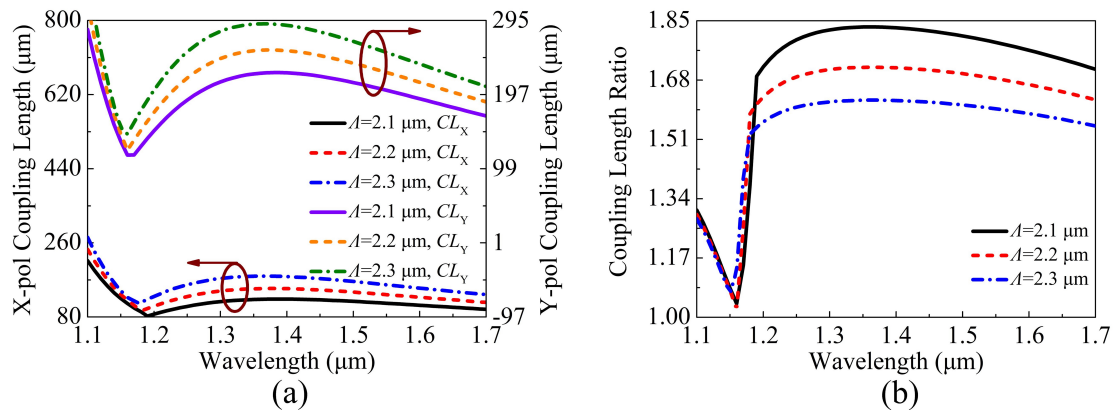 (a)
X-pol Coupling Length (μm)
800
620
440
260
80
Y-pol Coupling Length (μm)
295
197
99
1
-97
Λ=2.1 μm, CLX
Λ=2.2 μm, CLX
Λ=2.3 μm, CLX
Λ=2.1 μm, CLY
Λ=2.2 μm, CLY
Λ=2.3 μm, CLY
1.1 1.2 1.3 1.4 1.5 1.6 1.7
Wavelength (μm)
(b)
Coupling Length Ratio
1.85
1.68
1.51
1.34
1.17
1.00
Λ=2.1 μm
Λ=2.2 μm
Λ=2.3 μm
1.1 1.2 1.3 1.4 1.5 1.6 1.7
Wavelength (μm)